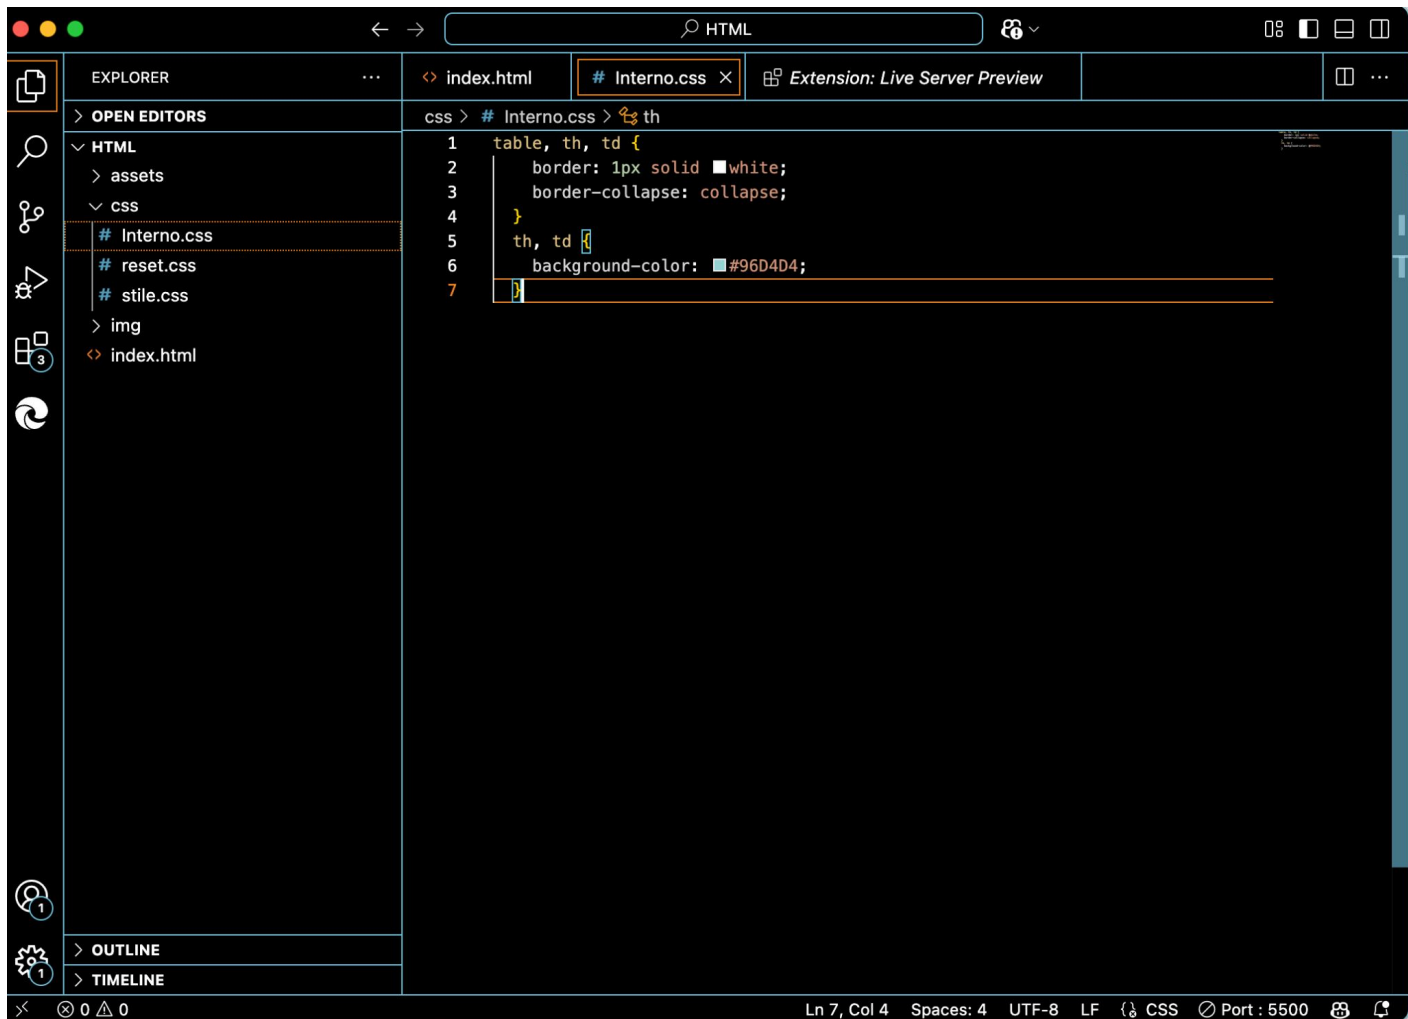 HTML
EXPLORER ...
index.html
# Interno.css
Extension: Live Server Preview
...
OPEN EDITORS
css > # Interno.css > th
HTML
assets
css
# Interno.css
# reset.css
# stile.css
img
index.html
1 table, th, td {
2 border: 1px solid white;
3 border-collapse: collapse;
4 }
5 th, td {
6 background-color: #96D4D4;
7 }
3
1
1
OUTLINE
TIMELINE
0 0
Ln 7, Col 4 Spaces: 4 UTF-8 LF CSS Port : 5500